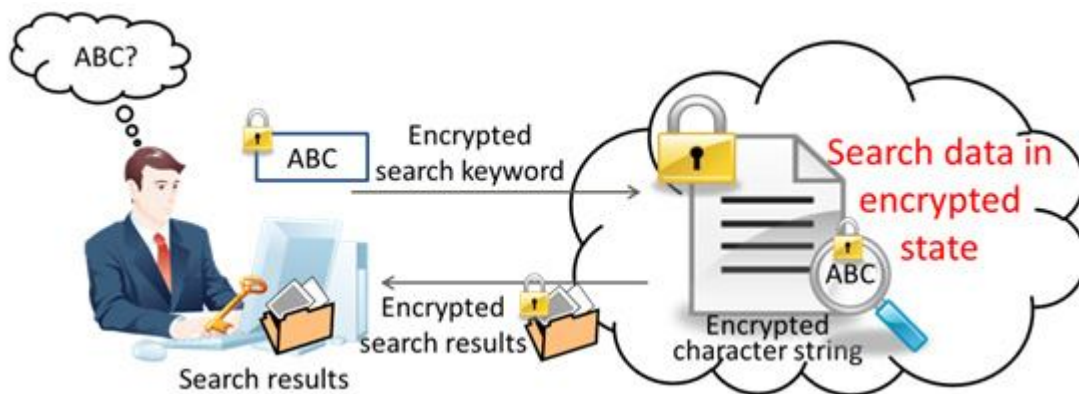 ABC?
ABC
Encrypted
search keyword
Search data in
encrypted
state
ABC
Encrypted
character string
Encrypted
search results
Search results